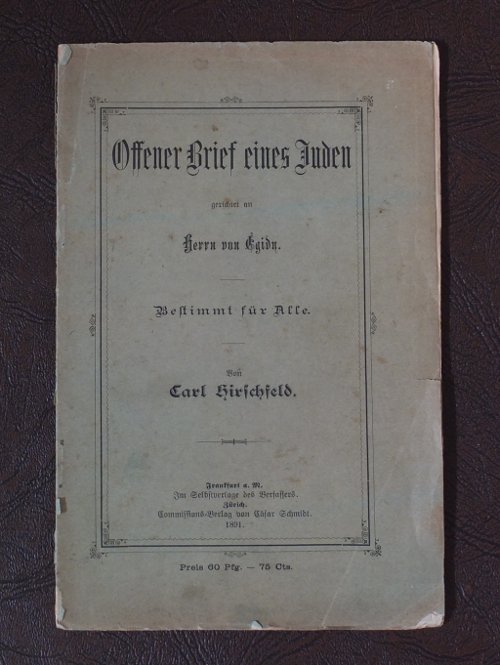 Offener Brief eines Juden
gerichtet an
Herrn von Egidy.
Bestimmt für Alle.
Von
Carl Hirschfeld.
Frankfurt a. M.
Im Selbstverlage des Verfassers.
Zürich.
Commissions-Verlag von Cäsar Schmidt.
1891.
Preis 60 Pfg. — 75 Cts.